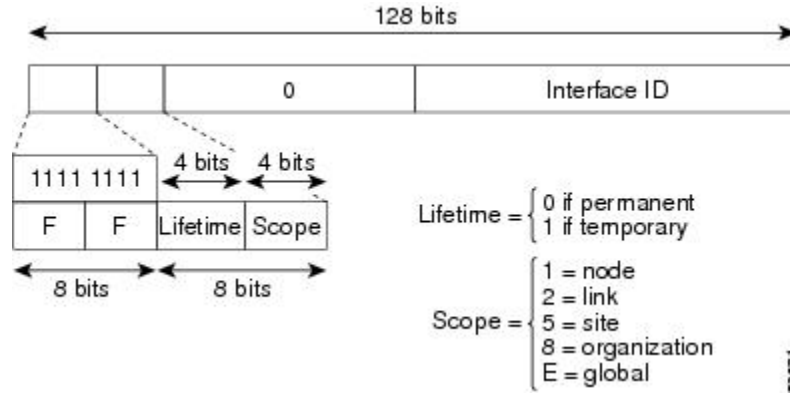 128 bits
0 Interface ID
1111 1111 4 bits 4 bits
F F Lifetime Scope
8 bits 8 bits
Lifetime = 0 if permanent
1 if temporary
Scope = 1 = node
2 = link
5 = site
8 = organization
E = global